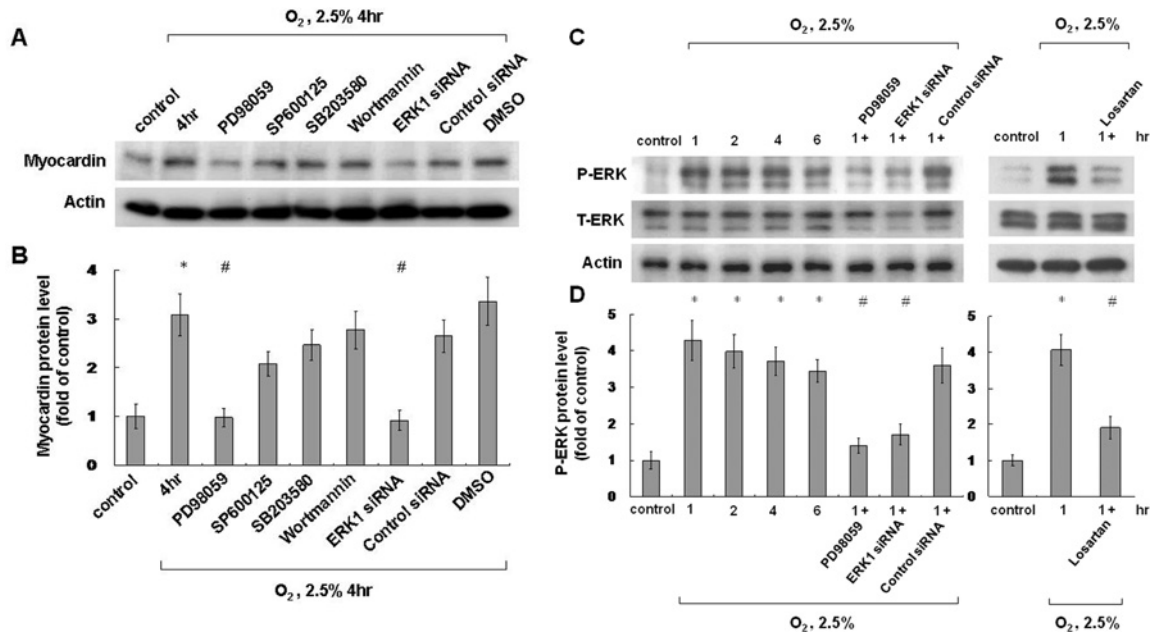 A
O2, 2.5% 4hr
control
4hr
PD98059
SP600125
SB203580
Wortmannin
ERK1 siRNA
Control siRNA
DMSO
Myocardin
Actin
B
Myocardin protein level
(fold of control)
4
3
2
1
0
*
#
#
control
4hr
PD98059
SP600125
SB203580
Wortmannin
ERK1 siRNA
Control siRNA
DMSO
O2, 2.5% 4hr
C
O2, 2.5%
O2, 2.5%
PD98059
ERK1 siRNA
Control siRNA
Losartan
control 1 2 4 6 1+ 1+ 1+
control 1 1+ hr
P-ERK
T-ERK
Actin
D
P-ERK protein level
(fold of control)
* * * * # #
5
4
3
2
1
0
control 1 2 4 6 1+ 1+ 1+
PD98059
ERK1 siRNA
Control siRNA
O2, 2.5%
* #
5
4
3
2
1
0
control 1 1+ hr
Losartan
O2, 2.5%